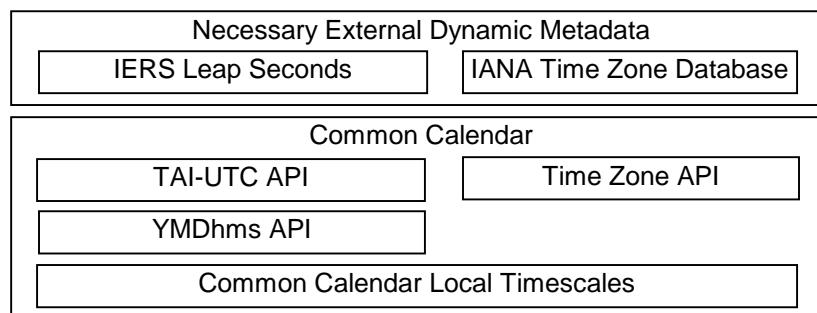 Necessary External Dynamic Metadata
IERS Leap Seconds
IANA Time Zone Database
Common Calendar
TAI-UTC API
Time Zone API
YMDhms API
Common Calendar Local Timescales